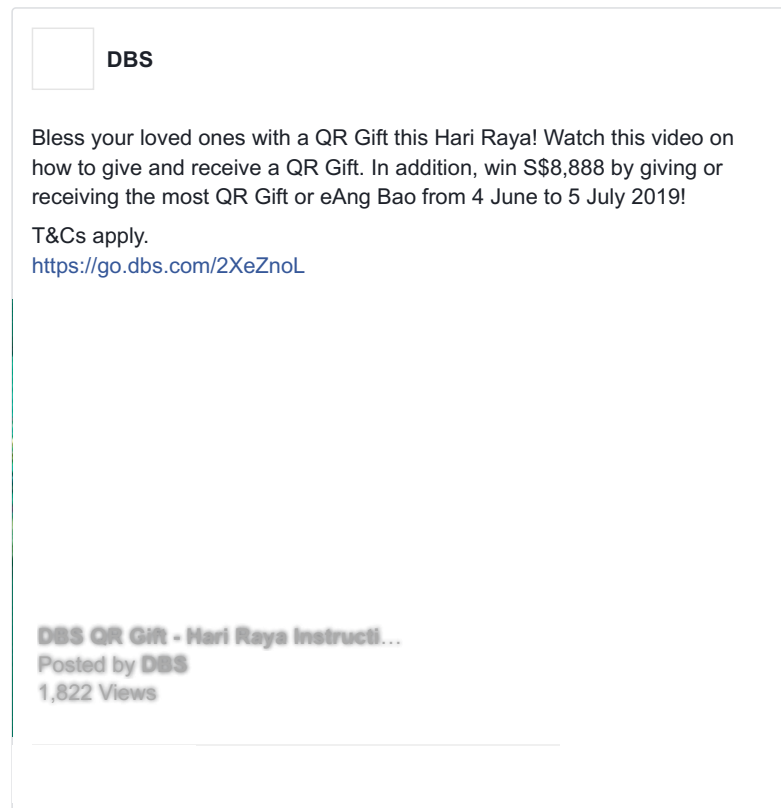 DBS
Bless your loved ones with a QR Gift this Hari Raya! Watch this video on
how to give and receive a QR Gift. In addition, win S$8,888 by giving or
receiving the most QR Gift or eAng Bao from 4 June to 5 July 2019!
T&Cs apply.
https://go.dbs.com/2XeZnoL
DBS QR Gift - Hari Raya Instructi...
Posted by DBS
1,822 Views